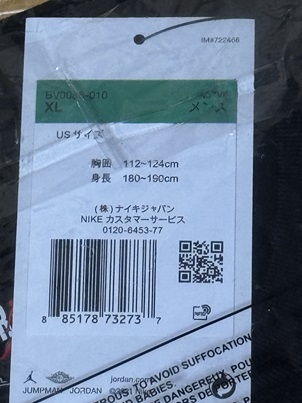 IM#722468
XL
メンズ
USサイズ
胸囲 112~124cm
身長 180~190cm
(株)ナイキジャパン
NIKE カスタマーサービス
0120-6453-77
8 85178 73273 7
jordan.com
JUMPMAN JORDAN
TO AVOID SUFFOCATION
BABIES.
DANGEREUX.